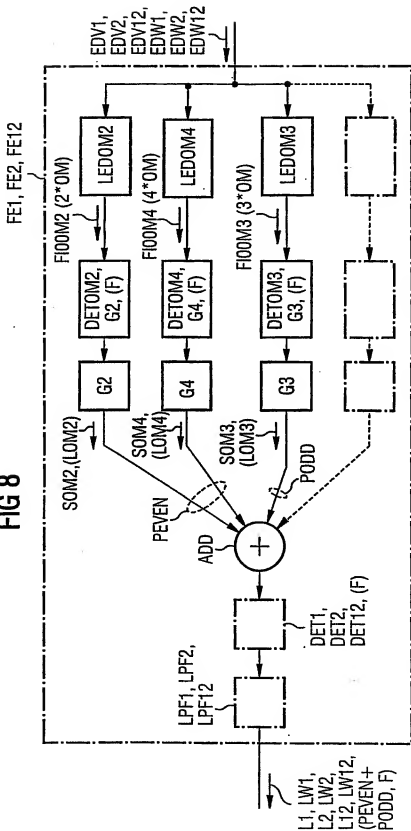 FIG 8
FE1, FE2, FE12
EDV1,
EDV2,
EDV12,
EDW1,
EDW2,
EDW12
LEDOM2
LEDOM4
LEDOM3
FIOOM2 (2*OM)
FIOOM4 (4*OM)
FIOOM3 (3*OM)
DETOM2,
G2, (F)
DETOM4,
G4, (F)
DETOM3,
G3, (F)
G2
G4
G3
SOM2,(LOM2)
SOM4,
(LOM4)
SOM3,
(LOM3)
PEVEN
PODD
ADD
+
DET1,
DET2,
DET12, (F)
LPF1, LPF2,
LPF12
L1, LW1,
L2, LW2,
L12, LW12,
(PEVEN+
PODD, F)